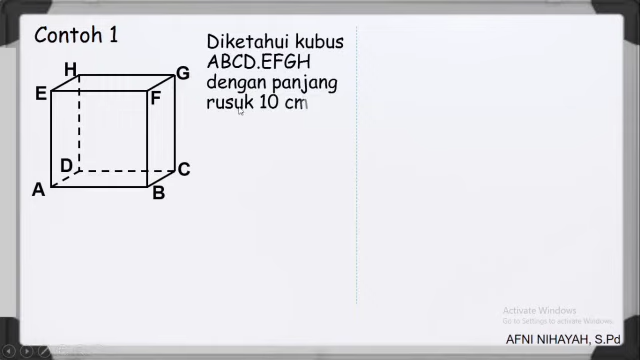 Contoh 1
Diketahui kubus
ABCD.EFGH
dengan panjang
rusuk 10 cm
H
G
E
F
D
C
A
B
Activate Windows
Go to Settings to activate Windows.
AFNI NIHAYAH, S.Pd